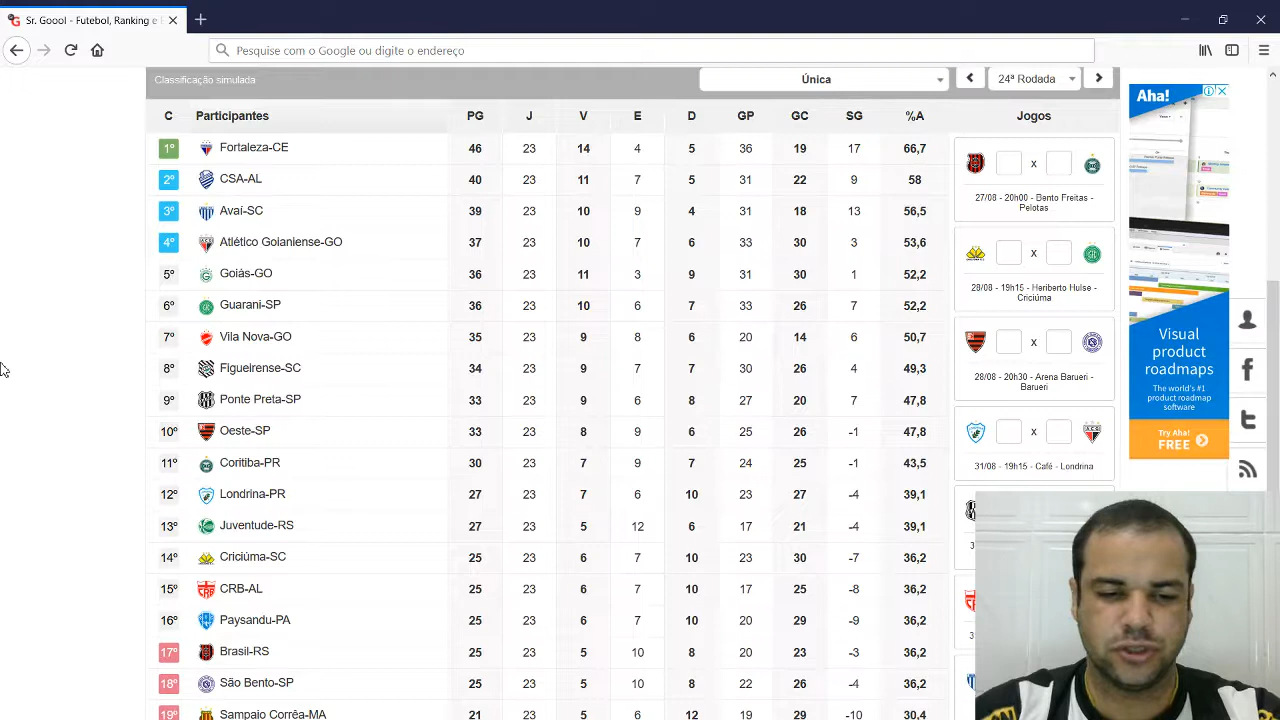 Sr. Goool - Futebol, Ranking e E
Pesquise com o Google ou digite o endereço
Classificação simulada Única 24ª Rodada
C Participantes PG J V E D GP GC SG %A Jogos
1º Fortaleza-CE 46 23 14 4 5 36 19 17 66,7
2º CSA-AL 40 23 11 7 5 31 22 9 58
3º Avaí-SC 39 23 10 9 4 31 18 13 56,5
4º Atlético Goianiense-GO 37 23 10 7 6 33 30 3 53,6
5º Goiás-GO 36 23 11 3 9 31 30 1 52,2
6º Guarani-SP 36 23 10 6 7 33 26 7 52,2
7º Vila Nova-GO 35 23 9 8 6 20 14 6 50,7
8º Figueirense-SC 34 23 9 7 7 30 26 4 49,3
9º Ponte Preta-SP 33 23 9 6 8 27 20 7 47,8
10º Oeste-SP 33 23 8 9 6 25 26 -1 47,8
11º Coritiba-PR 30 23 7 9 7 24 25 -1 43,5
12º Londrina-PR 27 23 7 6 10 23 27 -4 39,1
13º Juventude-RS 27 23 5 12 6 17 21 -4 39,1
14º Criciúma-SC 25 23 6 7 10 23 30 -7 36,2
15º CRB-AL 25 23 6 7 10 17 25 -8 36,2
16º Paysandu-PA 25 23 6 7 10 20 29 -9 36,2
17º Brasil-RS 25 23 5 10 8 20 23 -3 36,2
18º São Bento-SP 25 23 5 10 8 22 26 -4 36,2
19º Sampaio Corrêa-MA 21 23 5 6 12 19 29 -10 30,4
x
27/08 - 20h00 - Bento Freitas -
Pelotas
x
28/08 - 19h15 - Heriberto Hulse -
Criciúma
x
28/08 - 20h30 - Arena Barueri -
Barueri
x
31/08 - 19h15 - Café - Londrina
Aha!
Visual
product
roadmaps
The world's #1
product roadmap
software
Try Aha!
FREE